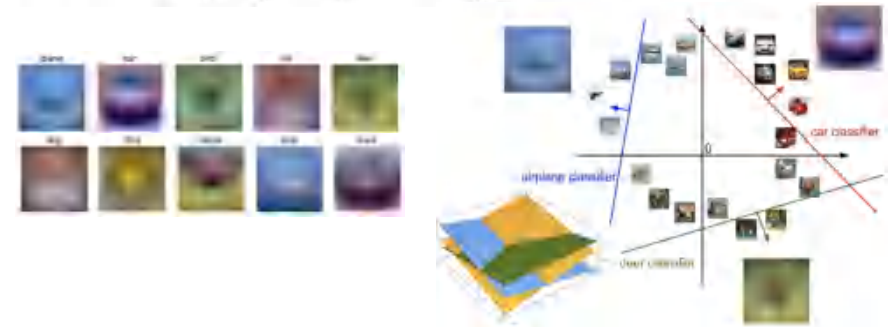 plane car bird cat deer
dog frog horse ship truck
0
car classifier
airplane classifier
deer classifier